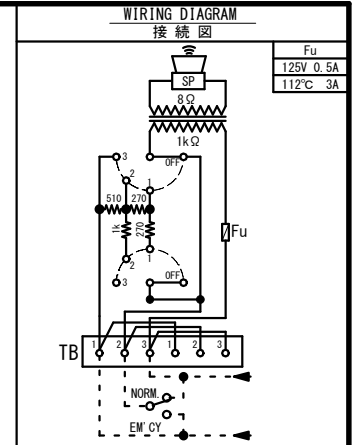 WIRING DIAGRAM
接続図
Fu
125V 0.5A
112℃ 3A
SP
8Ω
1kΩ
3
OFF
2
1
510
270
1k
270
Fu
2
1
3
OFF
TB
1 2 3 1 2 3
NORM.
EM'CY